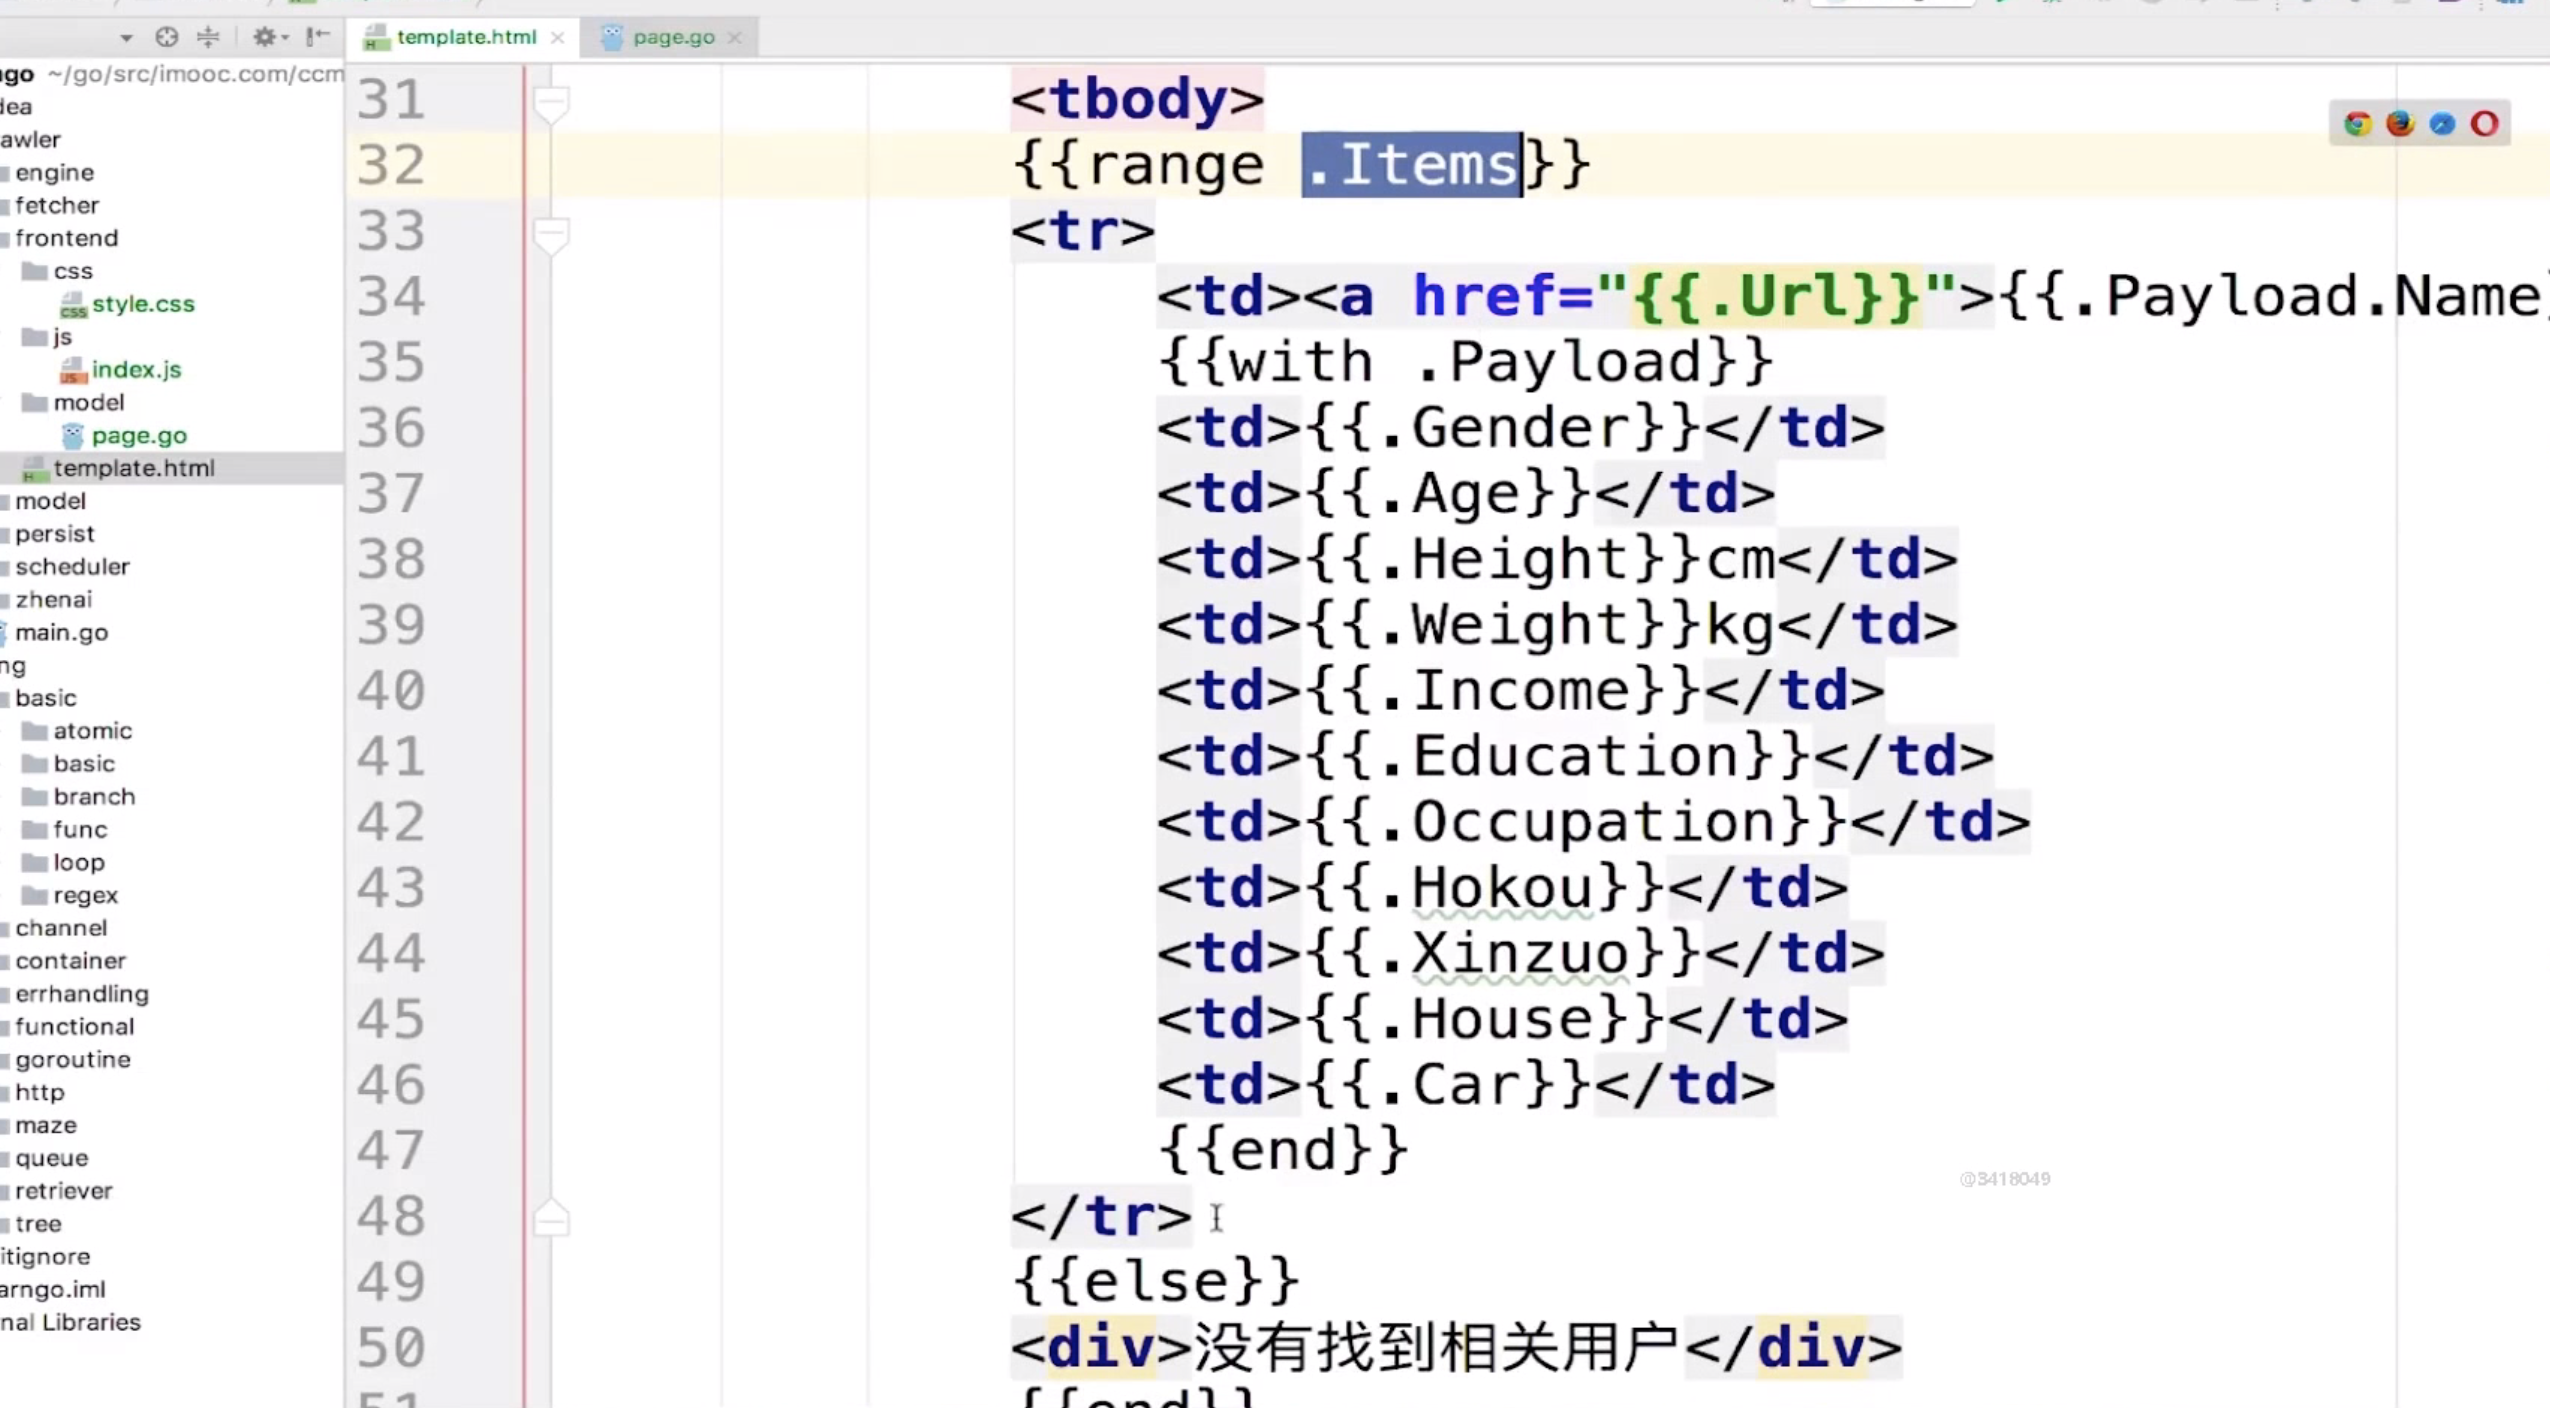 template.html
page.go
ngo ~/go/src/imooc.com/ccm
dea
awler
engine
fetcher
frontend
css
style.css
js
index.js
model
page.go
template.html
model
persist
scheduler
zhenai
main.go
ng
basic
atomic
basic
branch
func
loop
regex
channel
container
errhandling
functional
goroutine
http
maze
queue
retriever
tree
itignore
arngo.iml
nal Libraries
31 <tbody>
32 {{range .Items}}
33 <tr>
34 <td><a href="{{.Url}}">{{.Payload.Name}
35 {{with .Payload}}
36 <td>{{.Gender}}</td>
37 <td>{{.Age}}</td>
38 <td>{{.Height}}cm</td>
39 <td>{{.Weight}}kg</td>
40 <td>{{.Income}}</td>
41 <td>{{.Education}}</td>
42 <td>{{.Occupation}}</td>
43 <td>{{.Hokou}}</td>
44 <td>{{.Xinzuo}}</td>
45 <td>{{.House}}</td>
46 <td>{{.Car}}</td>
47 {{end}}
48 </tr>
49 {{else}}
50 <div>没有找到相关用户</div>
51 {{end}}
@3418049